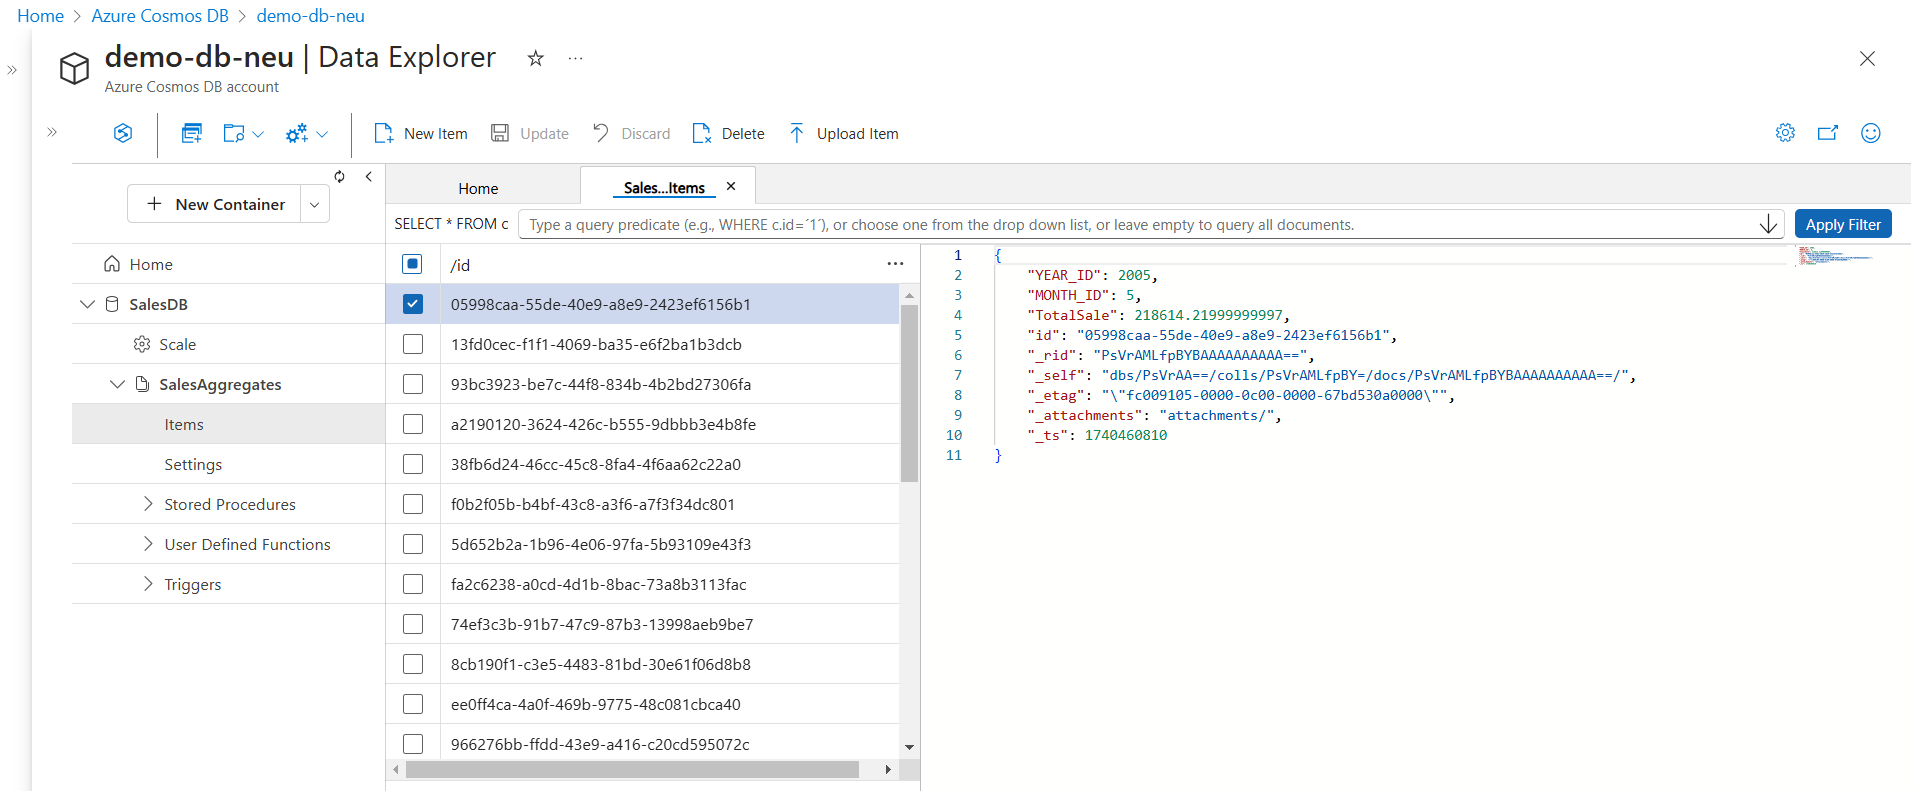 Home > Azure Cosmos DB > demo-db-neu
demo-db-neu | Data Explorer
Azure Cosmos DB account
New Item Update Discard Delete Upload Item
New Container
Home
SalesDB
Scale
SalesAggregates
Items
Settings
Stored Procedures
User Defined Functions
Triggers
Home Sales...Items
SELECT * FROM c Type a query predicate (e.g., WHERE c.id=´1´), or choose one from the drop down list, or leave empty to query all documents. Apply Filter
/id
05998caa-55de-40e9-a8e9-2423ef6156b1
13fd0cec-f1f1-4069-ba35-e6f2ba1b3dcb
93bc3923-be7c-44f8-834b-4b2bd27306fa
a2190120-3624-426c-b555-9dbbb3e4b8fe
38fb6d24-46cc-45c8-8fa4-4f6aa62c22a0
f0b2f05b-b4bf-43c8-a3f6-a7f3f34dc801
5d652b2a-1b96-4e06-97fa-5b93109e43f3
fa2c6238-a0cd-4d1b-8bac-73a8b3113fac
74ef3c3b-91b7-47c9-87b3-13998aeb9be7
8cb190f1-c3e5-4483-81bd-30e61f06d8b8
ee0ff4ca-4a0f-469b-9775-48c081cbca40
966276bb-ffdd-43e9-a416-c20cd595072c
1 {
2 "YEAR_ID": 2005,
3 "MONTH_ID": 5,
4 "TotalSale": 218614.21999999997,
5 "id": "05998caa-55de-40e9-a8e9-2423ef6156b1",
6 "_rid": "PsVrAMLfpBYBAAAAAAAAAA==",
7 "_self": "dbs/PsVrAA==/colls/PsVrAMLfpBY=/docs/PsVrAMLfpBYBAAAAAAAAAA==/",
8 "_etag": "\"fc009105-0000-0c00-0000-67bd530a0000\"",
9 "_attachments": "attachments/",
10 "_ts": 1740460810
11 }